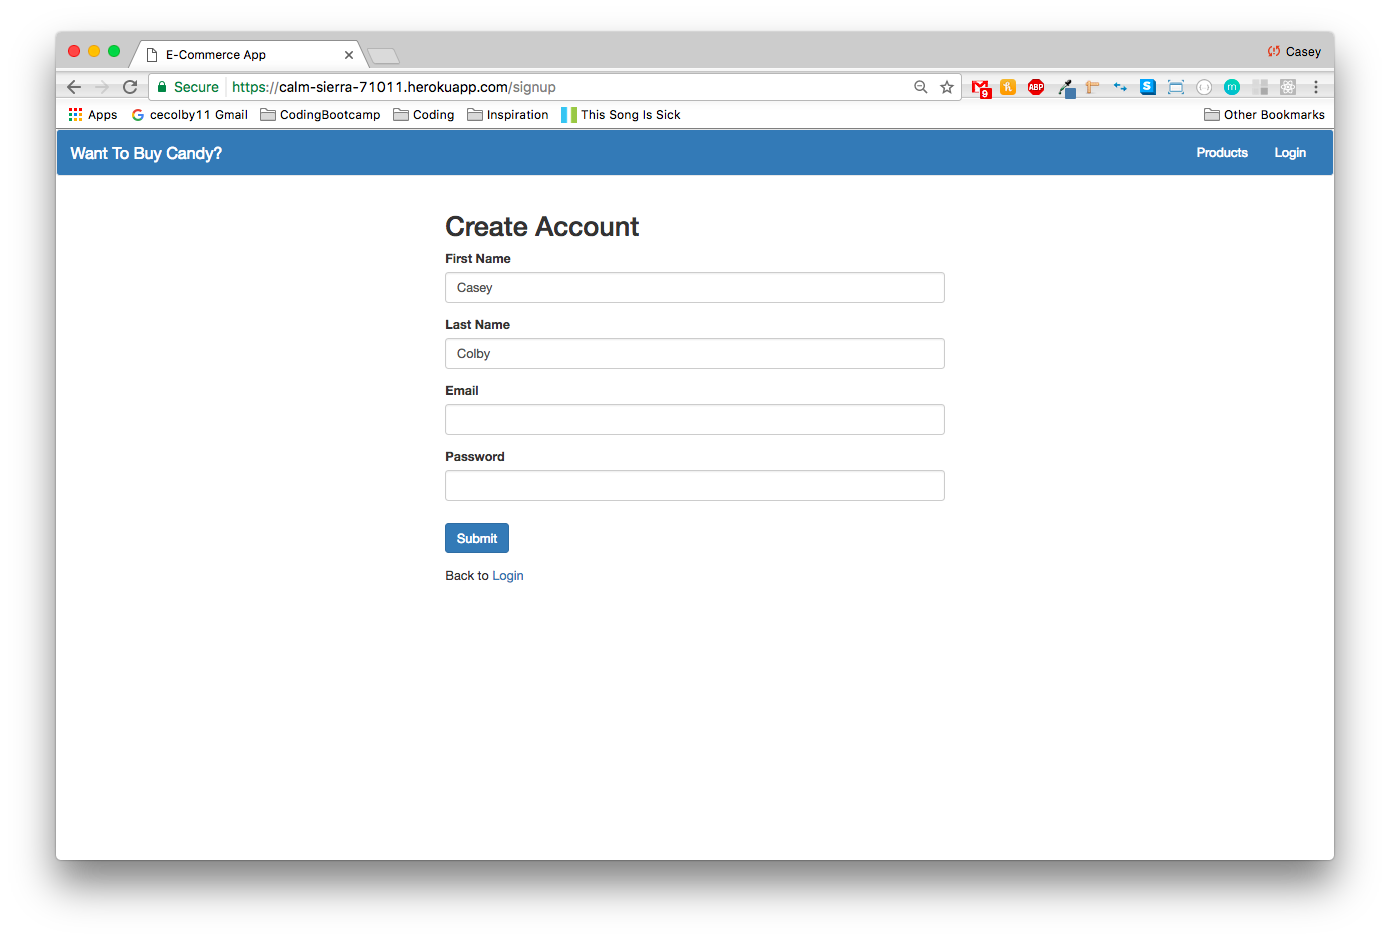 E-Commerce App
Casey
Secure https://calm-sierra-71011.herokuapp.com/signup
9
ABP
S
m
Apps cecolby11 Gmail CodingBootcamp Coding Inspiration This Song Is Sick Other Bookmarks
Want To Buy Candy? Products Login
Create Account
First Name
Casey
Last Name
Colby
Email
Password
Submit
Back to Login